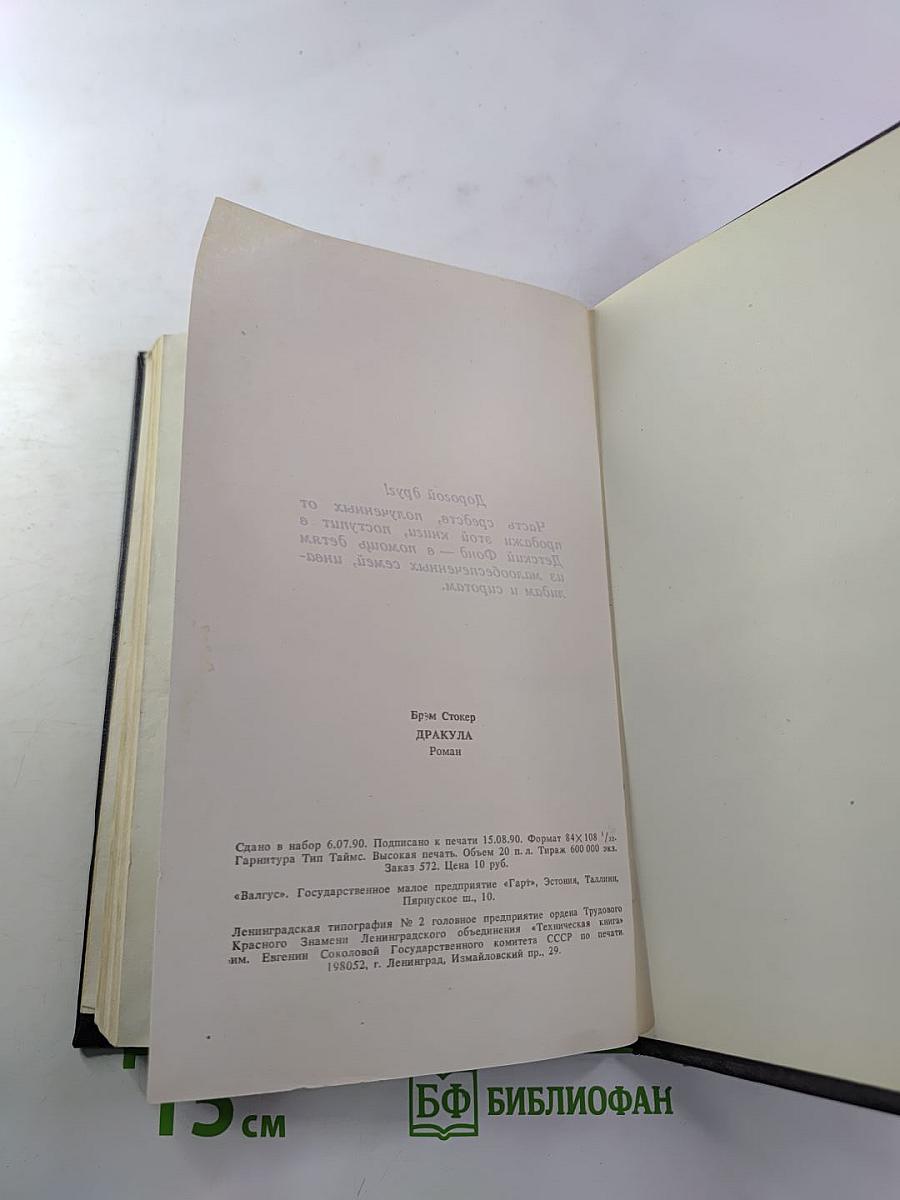 Дорогой друг!
Часть средств, полученных от
продажи этой книги, поступит в
Детский Фонд — в помощь детям
из малообеспеченных семей, инва-
лидам и сиротам.
Брэм Стокер
ДРАКУЛА
Роман
Сдано в набор 6.07.90. Подписано к печати 15.08.90. Формат 84×108 1/32.
Гарнитура Тип Таймс. Высокая печать. Объем 20 п. л. Тираж 600 000 экз.
Заказ 572. Цена 10 руб.
«Валгус». Государственное малое предприятие «Гарт», Эстония, Таллинн,
Пярнуское ш., 10.
Ленинградская типография № 2 головное предприятие ордена Трудового
Красного Знамени Ленинградского объединения «Техническая книга»
им. Евгении Соколовой Государственного комитета СССР по печати.
198052, г. Ленинград, Измайловский пр., 29.
15 см
БФ БИБЛИОФАН